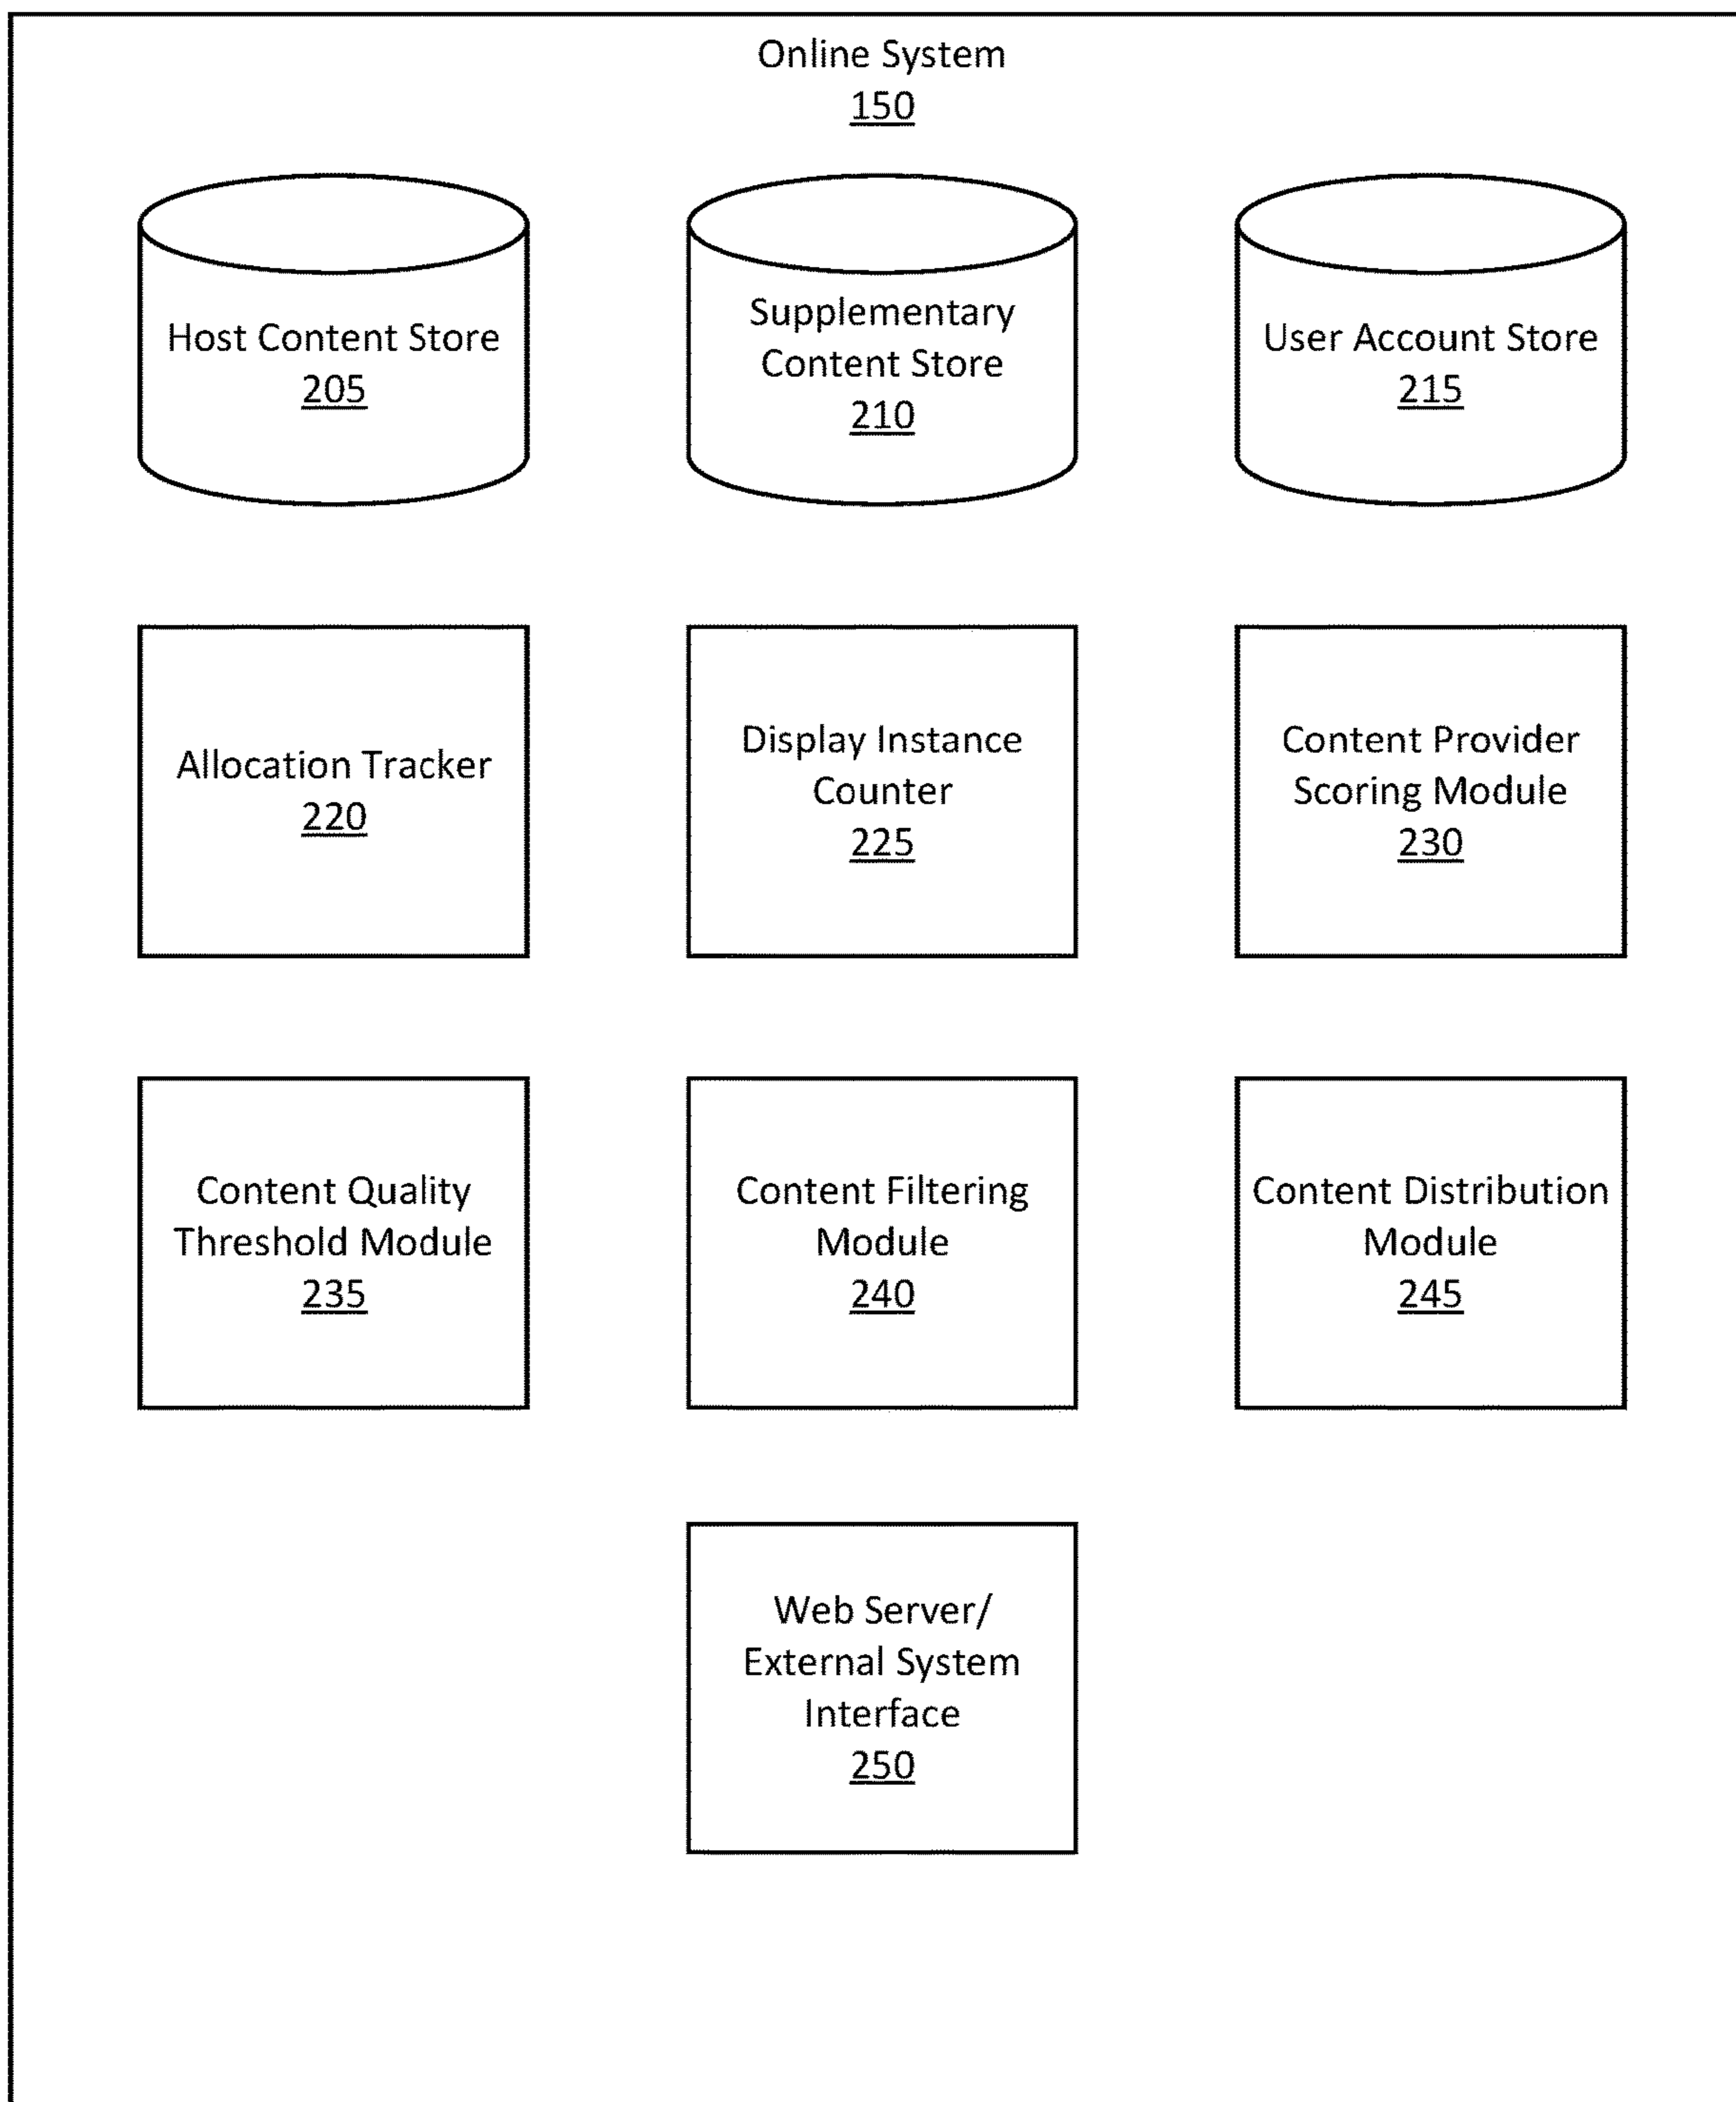 Online System
150
Host Content Store
205
Supplementary
Content Store
210
User Account Store
215
Allocation Tracker
220
Display Instance
Counter
225
Content Provider
Scoring Module
230
Content Quality
Threshold Module
235
Content Filtering
Module
240
Content Distribution
Module
245
Web Server/
External System
Interface
250